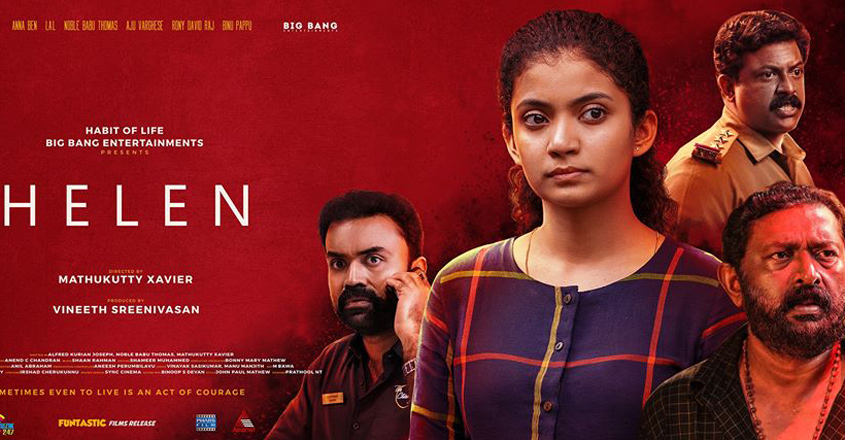 ANNA BEN LAL NOBLE BABU THOMAS AJU VARGHESE RONY DAVID RAJ BINU PAPPU
BIG BANG
ENTERTAINMENTS
HABIT OF LIFE
BIG BANG ENTERTAINMENTS
PRESENTS
HELEN
DIRECTED BY
MATHUKUTTY XAVIER
PRODUCED BY
VINEETH SREENIVASAN
ALFRED KURIAN JOSEPH, NOBLE BABU THOMAS, MATHUKUTTY XAVIER
ANEND C CHANDRAN SHAAN RAHMAN SHAMEER MUHAMMED BONNY MARY MATHEW
ANIL ABRAHAM ANEESH PERUMBILAVU VINAYAK SASIKUMAR, MANU MANJITH M BAWA
IRSHAD CHERUKUNNU SYNC CINEMA BINOOP S DEVAN JOHN PAUL MATHEW PRATHOOL NT
METIMES EVEN TO LIVE IS AN ACT OF COURAGE
247
FUNTASTIC FILMS RELEASE